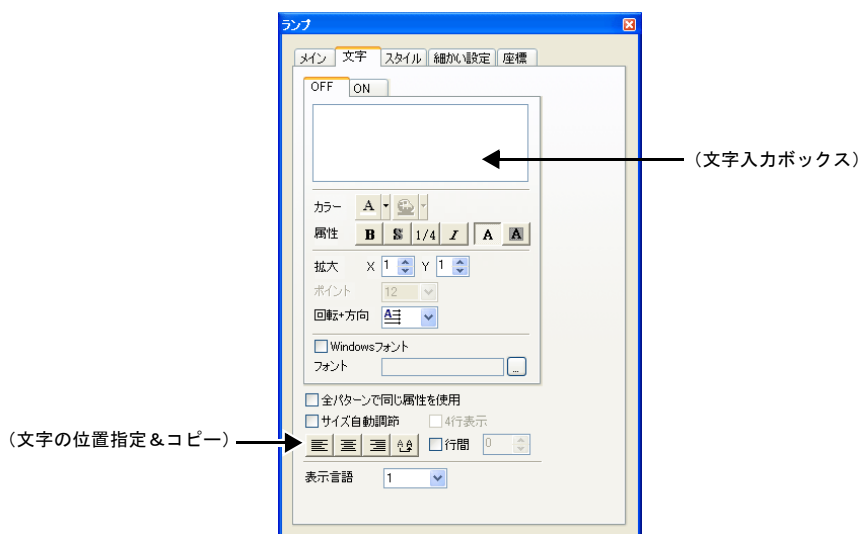 ランプ
メイン 文字 スタイル 細かい設定 座標
OFF ON
(文字入力ボックス)
カラー A
属性 B S 1/4 I A A
拡大 X 1 Y 1
ポイント 12
回転+方向 A
Windowsフォント
フォント ...
全パターンで同じ属性を使用
サイズ自動調節 4行表示
(文字の位置指定&コピー) 行間 0
表示言語 1